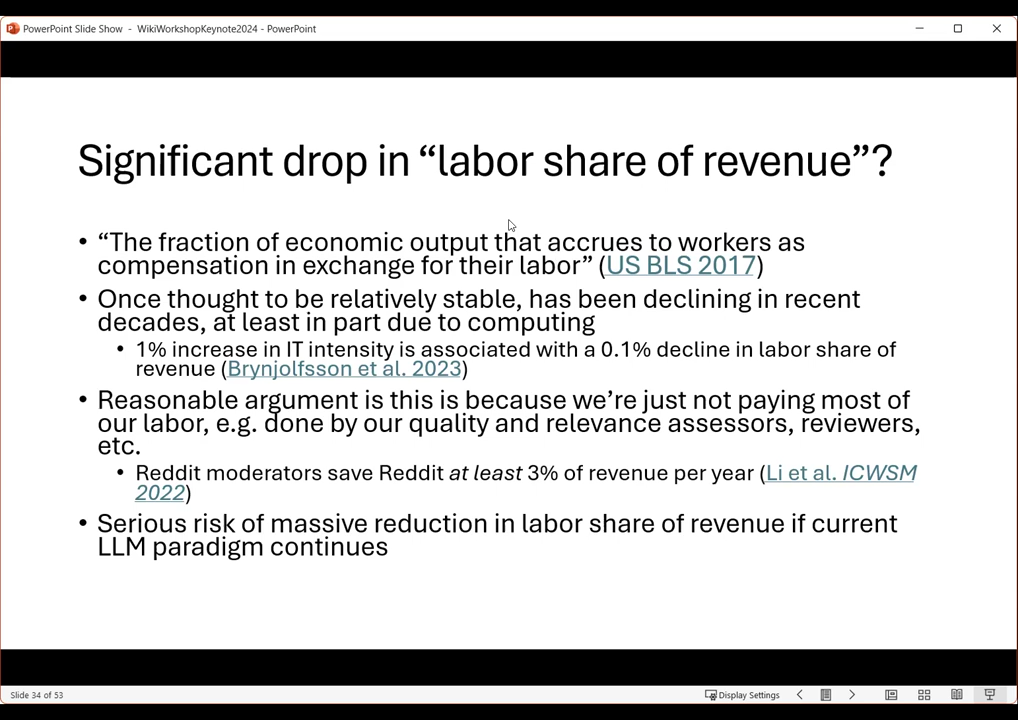 PowerPoint Slide Show - WikiWorkshopKeynote2024 - PowerPoint
Significant drop in “labor share of revenue”?
• “The fraction of economic output that accrues to workers as
compensation in exchange for their labor” (US BLS 2017)
• Once thought to be relatively stable, has been declining in recent
decades, at least in part due to computing
• 1% increase in IT intensity is associated with a 0.1% decline in labor share of
revenue (Brynjolfsson et al. 2023)
• Reasonable argument is this is because we’re just not paying most of
our labor, e.g. done by our quality and relevance assessors, reviewers,
etc.
• Reddit moderators save Reddit at least 3% of revenue per year (Li et al. ICWSM
2022)
• Serious risk of massive reduction in labor share of revenue if current
LLM paradigm continues
Slide 34 of 53
Display Settings